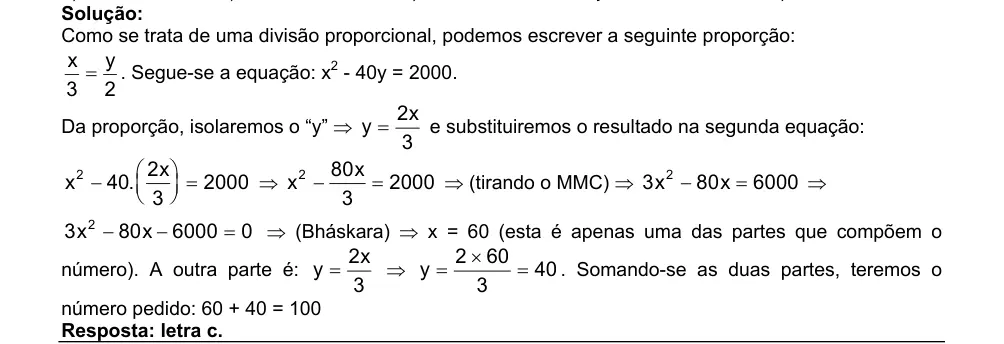 Solução:
Como se trata de uma divisão proporcional, podemos escrever a seguinte proporção:
x/3 = y/2 . Segue-se a equação: x² - 40y = 2000.
Da proporção, isolaremos o “y” ⇒ y = 2x/3 e substituiremos o resultado na segunda equação:
x² − 40.(2x/3) = 2000 ⇒ x² − 80x/3 = 2000 ⇒ (tirando o MMC) ⇒ 3x² − 80x = 6000 ⇒
3x² − 80x − 6000 = 0 ⇒ (Bháskara) ⇒ x = 60 (esta é apenas uma das partes que compõem o
número). A outra parte é: y = 2x/3 ⇒ y = 2 × 60/3 = 40 . Somando-se as duas partes, teremos o
número pedido: 60 + 40 = 100
Resposta: letra c.